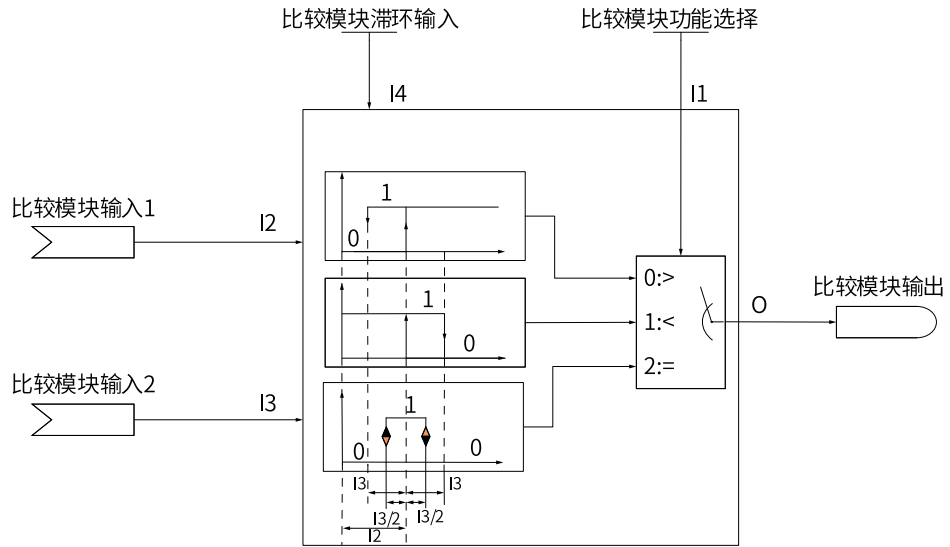 比较模块滞环输入
比较模块功能选择
I4
I1
比较模块输入1
I2
1
0
0:>
1
0
1:<
O
比较模块输出
2:=
比较模块输入2
I3
1
0
0
I3
I3
I3/2
I3/2
I2